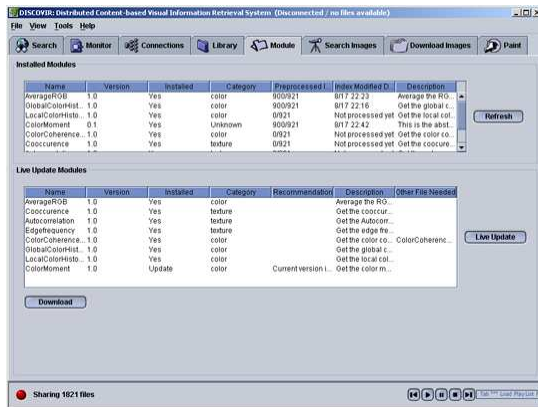 DISCOVIR: Distributed Content-based Visual Information Retrieval System (Disconnected / no files available)
File View Tools Help
Search Monitor Connections Library Module Search Images Download Images Paint
Installed Modules
Name Version Installed Category Preprocessed I... Index Modified D... Description
AverageRGB 1.0 Yes color 900/921 8/17 22:23 Average the RG...
GlobalColorHist... 1.0 Yes color 900/921 8/17 22:16 Get the global c...
LocalColorHisto... 1.0 Yes color 0/921 Not processed yet Get the local col...
ColorMoment 0.1 Yes Unknown 900/921 8/17 22:42 This is the abst...
ColorCoherence... 1.0 Yes color 0/921 Not processed yet Get the color co...
Cooccurence 1.0 Yes texture 0/921 Not processed yet Get the coocure...
Refresh
Live Update Modules
Name Version Installed Category Recommendation Description Other File Needed
AverageRGB 1.0 Yes color Average the RG...
Cooccurence 1.0 Yes texture Get the cooccur...
Autocorrelation 1.0 Yes texture Get the Autocorr...
Edgefrequency 1.0 Yes texture Get the edge fre...
ColorCoherence... 1.0 Yes color Get the color co... ColorCoherenc...
GlobalColorHist... 1.0 Yes color Get the global c...
LocalColorHisto... 1.0 Yes color Get the local col...
ColorMoment 1.0 Update color Current version i... Get the color m...
Live Update
Download
Sharing 1821 files